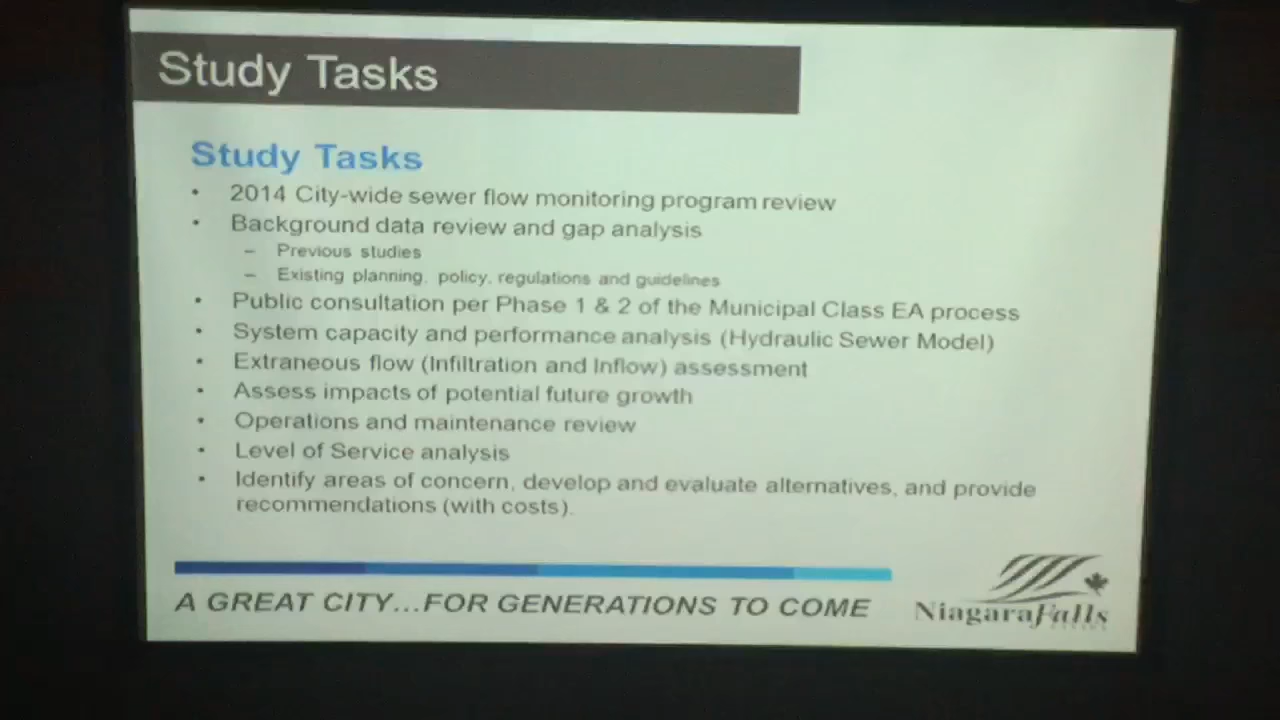 Study Tasks
Study Tasks
• 2014 City-wide sewer flow monitoring program review
• Background data review and gap analysis
– Previous studies
– Existing planning, policy, regulations and guidelines
• Public consultation per Phase 1 & 2 of the Municipal Class EA process
• System capacity and performance analysis (Hydraulic Sewer Model)
• Extraneous flow (Infiltration and Inflow) assessment
• Assess impacts of potential future growth
• Operations and maintenance review
• Level of Service analysis
• Identify areas of concern, develop and evaluate alternatives, and provide
recommendations (with costs).
A GREAT CITY...FOR GENERATIONS TO COME
NiagaraFalls